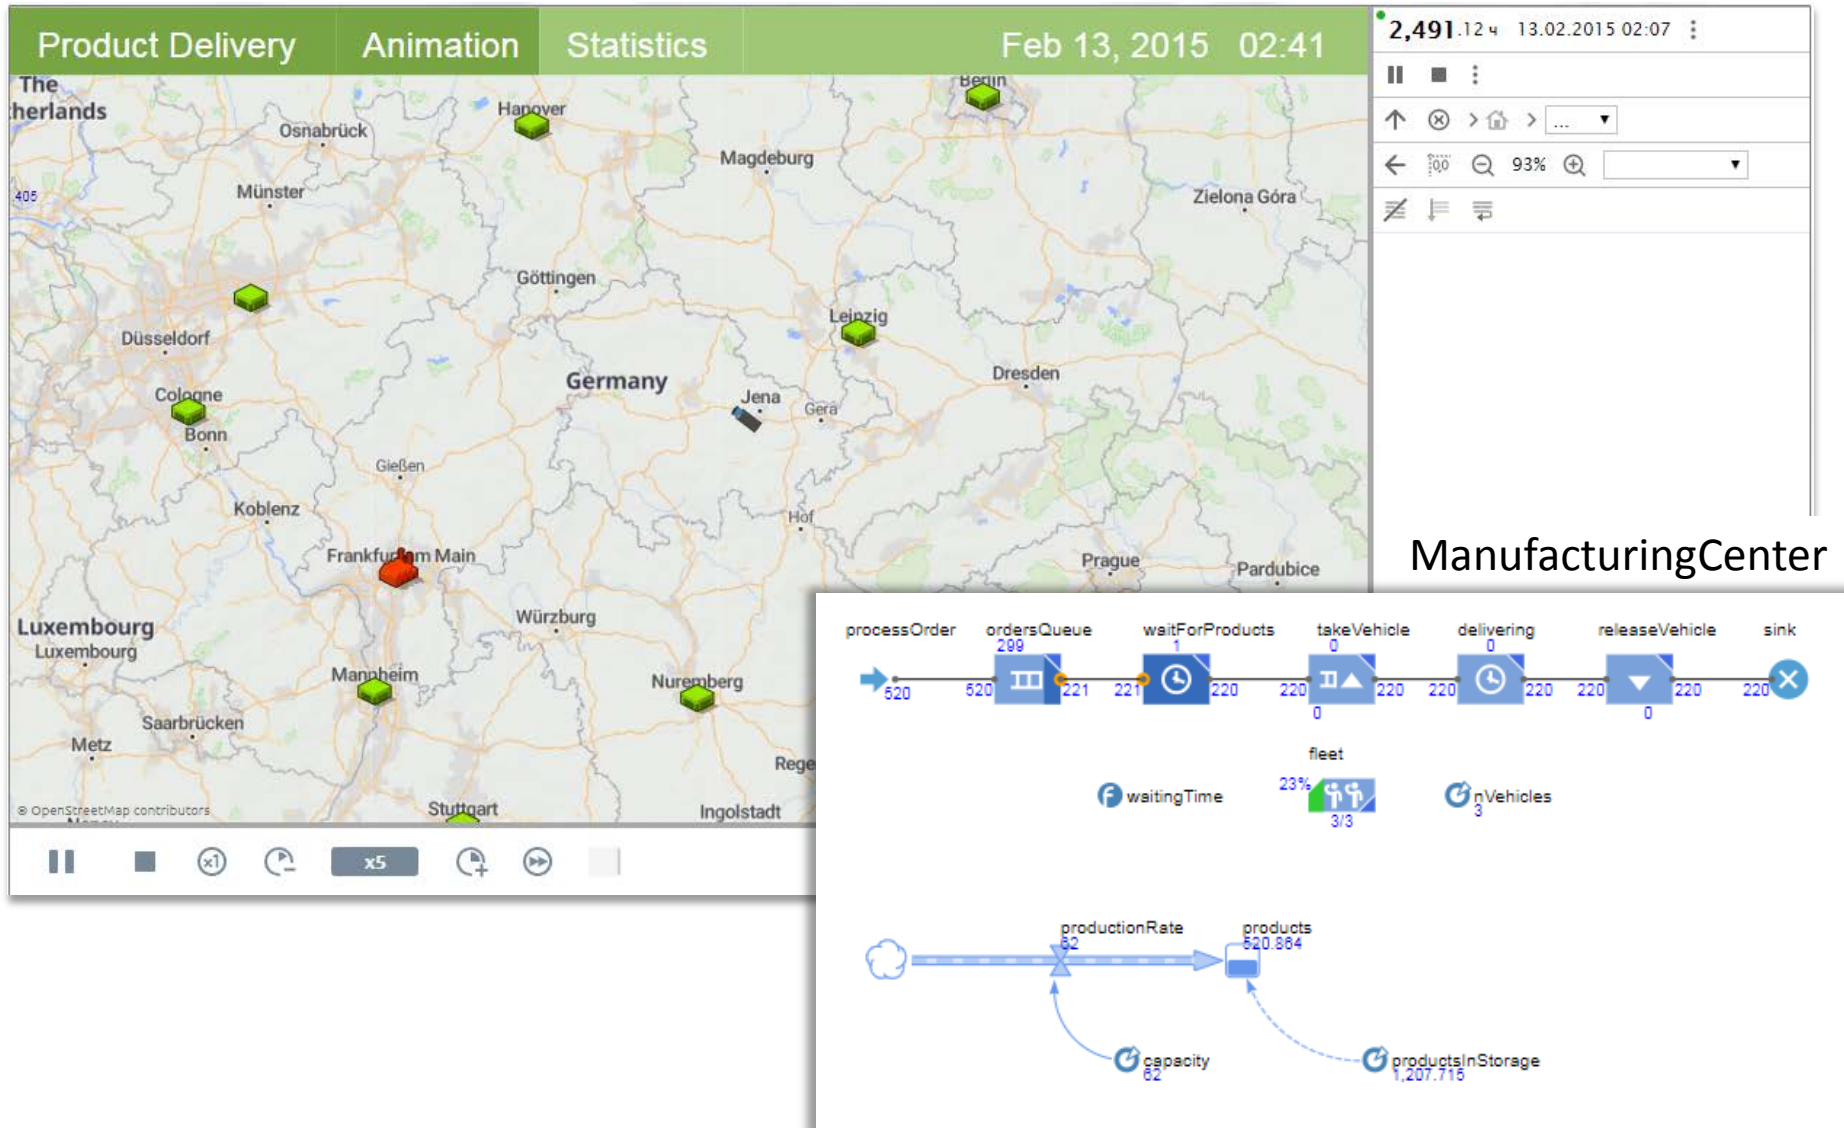 Product Delivery Animation Statistics Feb 13, 2015 02:41
2,491.12 ч 13.02.2015 02:07
...
93%
The
herlands
Berlin
Hanover
Osnabrück
Magdeburg
405
Münster
Zielona Góra
Göttingen
Leipzig
Düsseldorf
Germany
Dresden
Cologne
Jena
Gera
Bonn
Gießen
Koblenz
Hof
Frankfurt am Main
Prague
Pardubice
Würzburg
Luxembourg
Luxembourg
Mannheim
Nuremberg
Saarbrücken
Metz
Rege
© OpenStreetMap contributors
Stuttgart
Ingolstadt
x1
x5
ManufacturingCenter
processOrder ordersQueue waitForProducts takeVehicle delivering releaseVehicle sink
299 1 0 0
520 520 221 221 220 220 220 220 220 220 220 220
0 0
fleet
23%
waitingTime
nVehicles
3/3
3
productionRate
62
products
520.864
capacity
62
productsInStorage
1,207.715